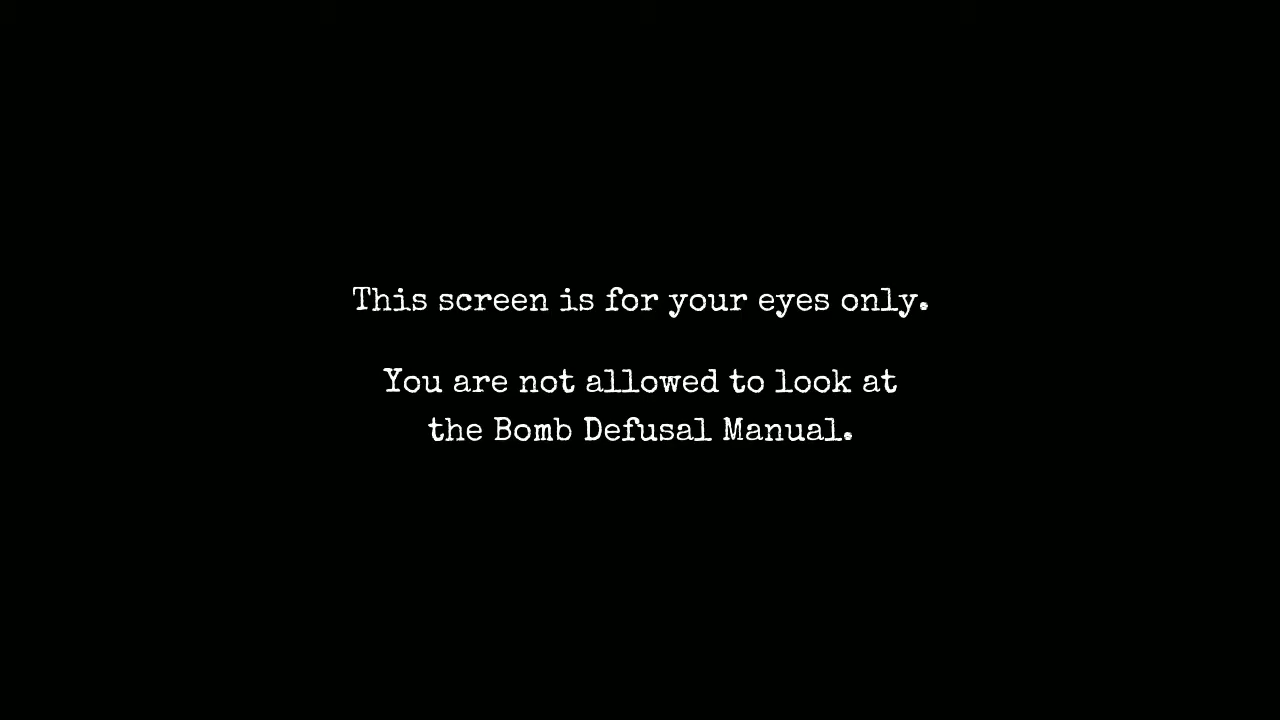 This screen is for your eyes only.
You are not allowed to look at
the Bomb Defusal Manual.